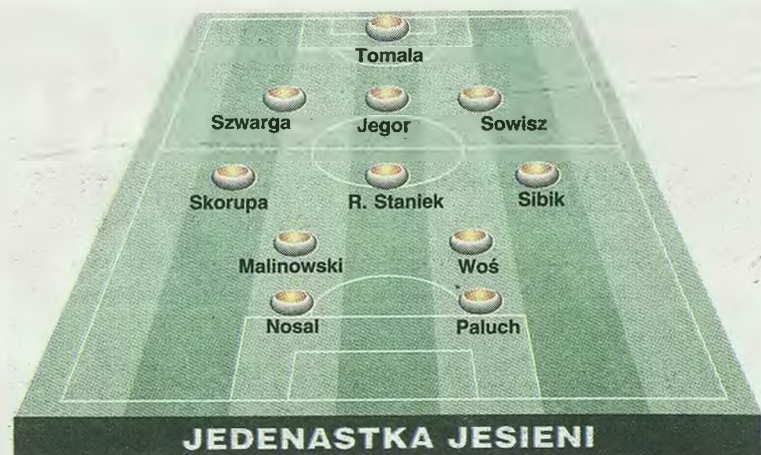 Tomala
Szwarga Jegor Sowisz
Skorupa R. Staniek Sibik
Malinowski Woś
Nosal Paluch
JEDENASTKA JESIENI